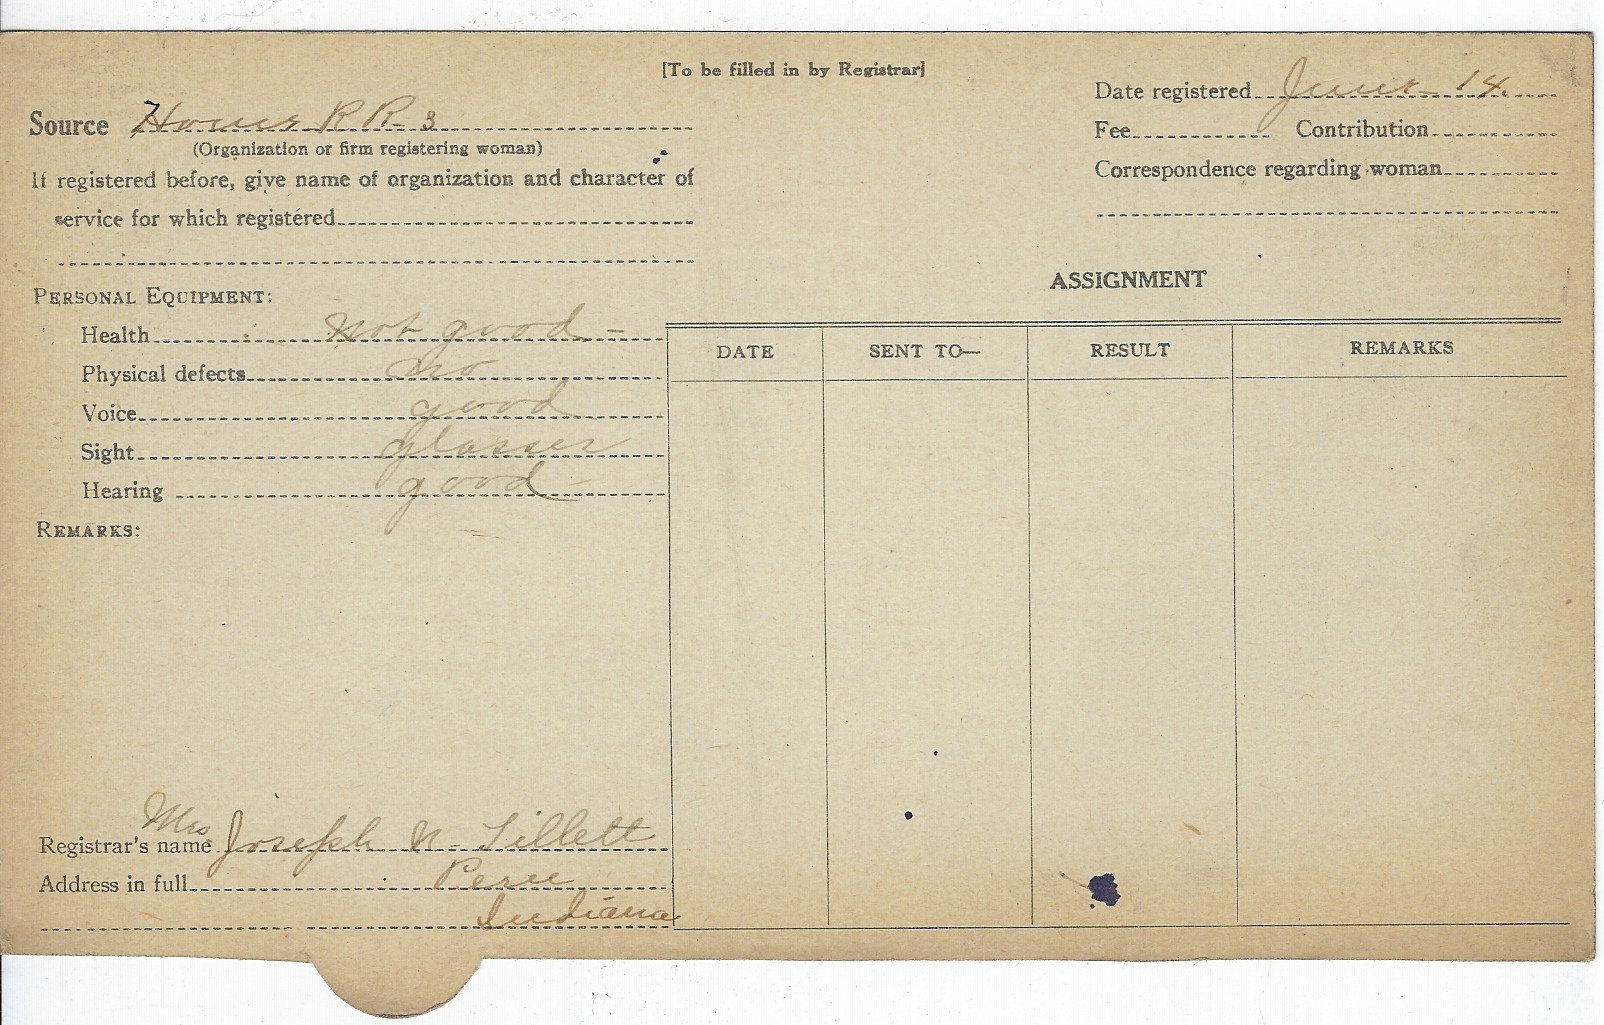 [To be filled in by Registrar]
Date registered June 14.
Source Home R R. 3
Fee Contribution
(Organization or firm registering woman)
Correspondence regarding woman
If registered before, give name of organization and character of
service for which registered
ASSIGNMENT
PERSONAL EQUIPMENT:
Health not good -
Physical defects no
Voice good
Sight glasses
Hearing good -
DATE SENT TO— RESULT REMARKS
REMARKS:
Mrs
Registrar's name Joseph N. Tillett
Address in full Peru
Indiana